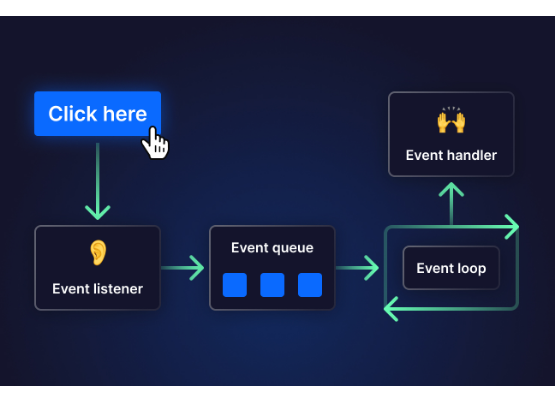 Click here
Event handler
Event listener
Event queue
Event loop